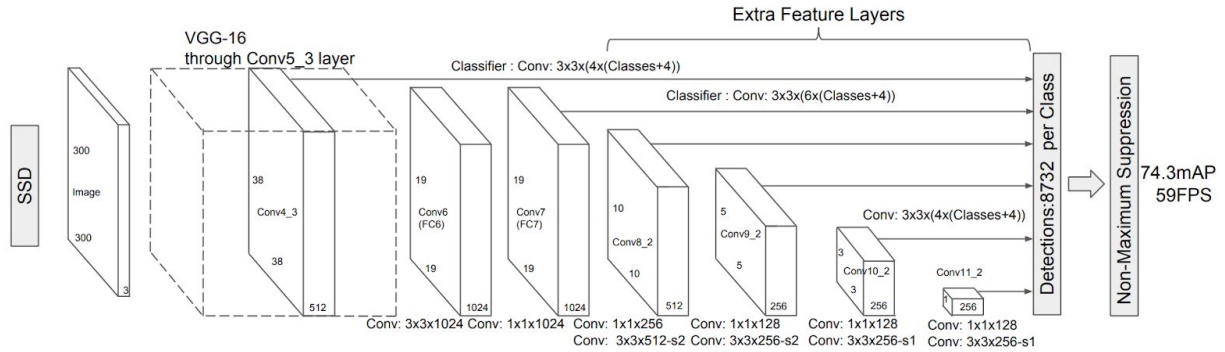 Extra Feature Layers
VGG-16
through Conv5_3 layer
Classifier : Conv: 3x3x(4x(Classes+4))
Classifier : Conv: 3x3x(6x(Classes+4))
SSD
300
Image
300
3
38
Conv4_3
38
512
19
Conv6
(FC6)
19
1024
19
Conv7
(FC7)
19
1024
10
Conv8_2
10
512
5
Conv9_2
5
256
Conv: 3x3x(4x(Classes+4))
3
Conv10_2
3
256
Conv11_2
1
256
Detections:8732 per Class
Non-Maximum Suppression
74.3mAP
59FPS
Conv: 3x3x1024
Conv: 1x1x1024
Conv: 1x1x256
Conv: 3x3x512-s2
Conv: 1x1x128
Conv: 3x3x256-s2
Conv: 1x1x128
Conv: 3x3x256-s1
Conv: 1x1x128
Conv: 3x3x256-s1